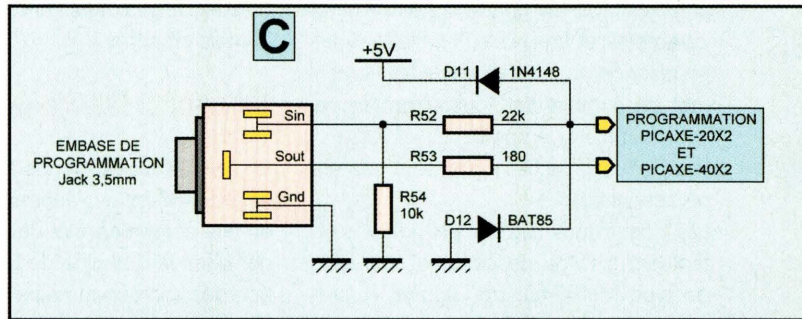 C
+5V
D11
1N4148
Sin
R52
22k
PROGRAMMATION
PICAXE-20X2
ET
PICAXE-40X2
EMBASE DE
PROGRAMMATION
Jack 3,5mm
Sout
R53
180
Gnd
R54
10k
D12
BAT85